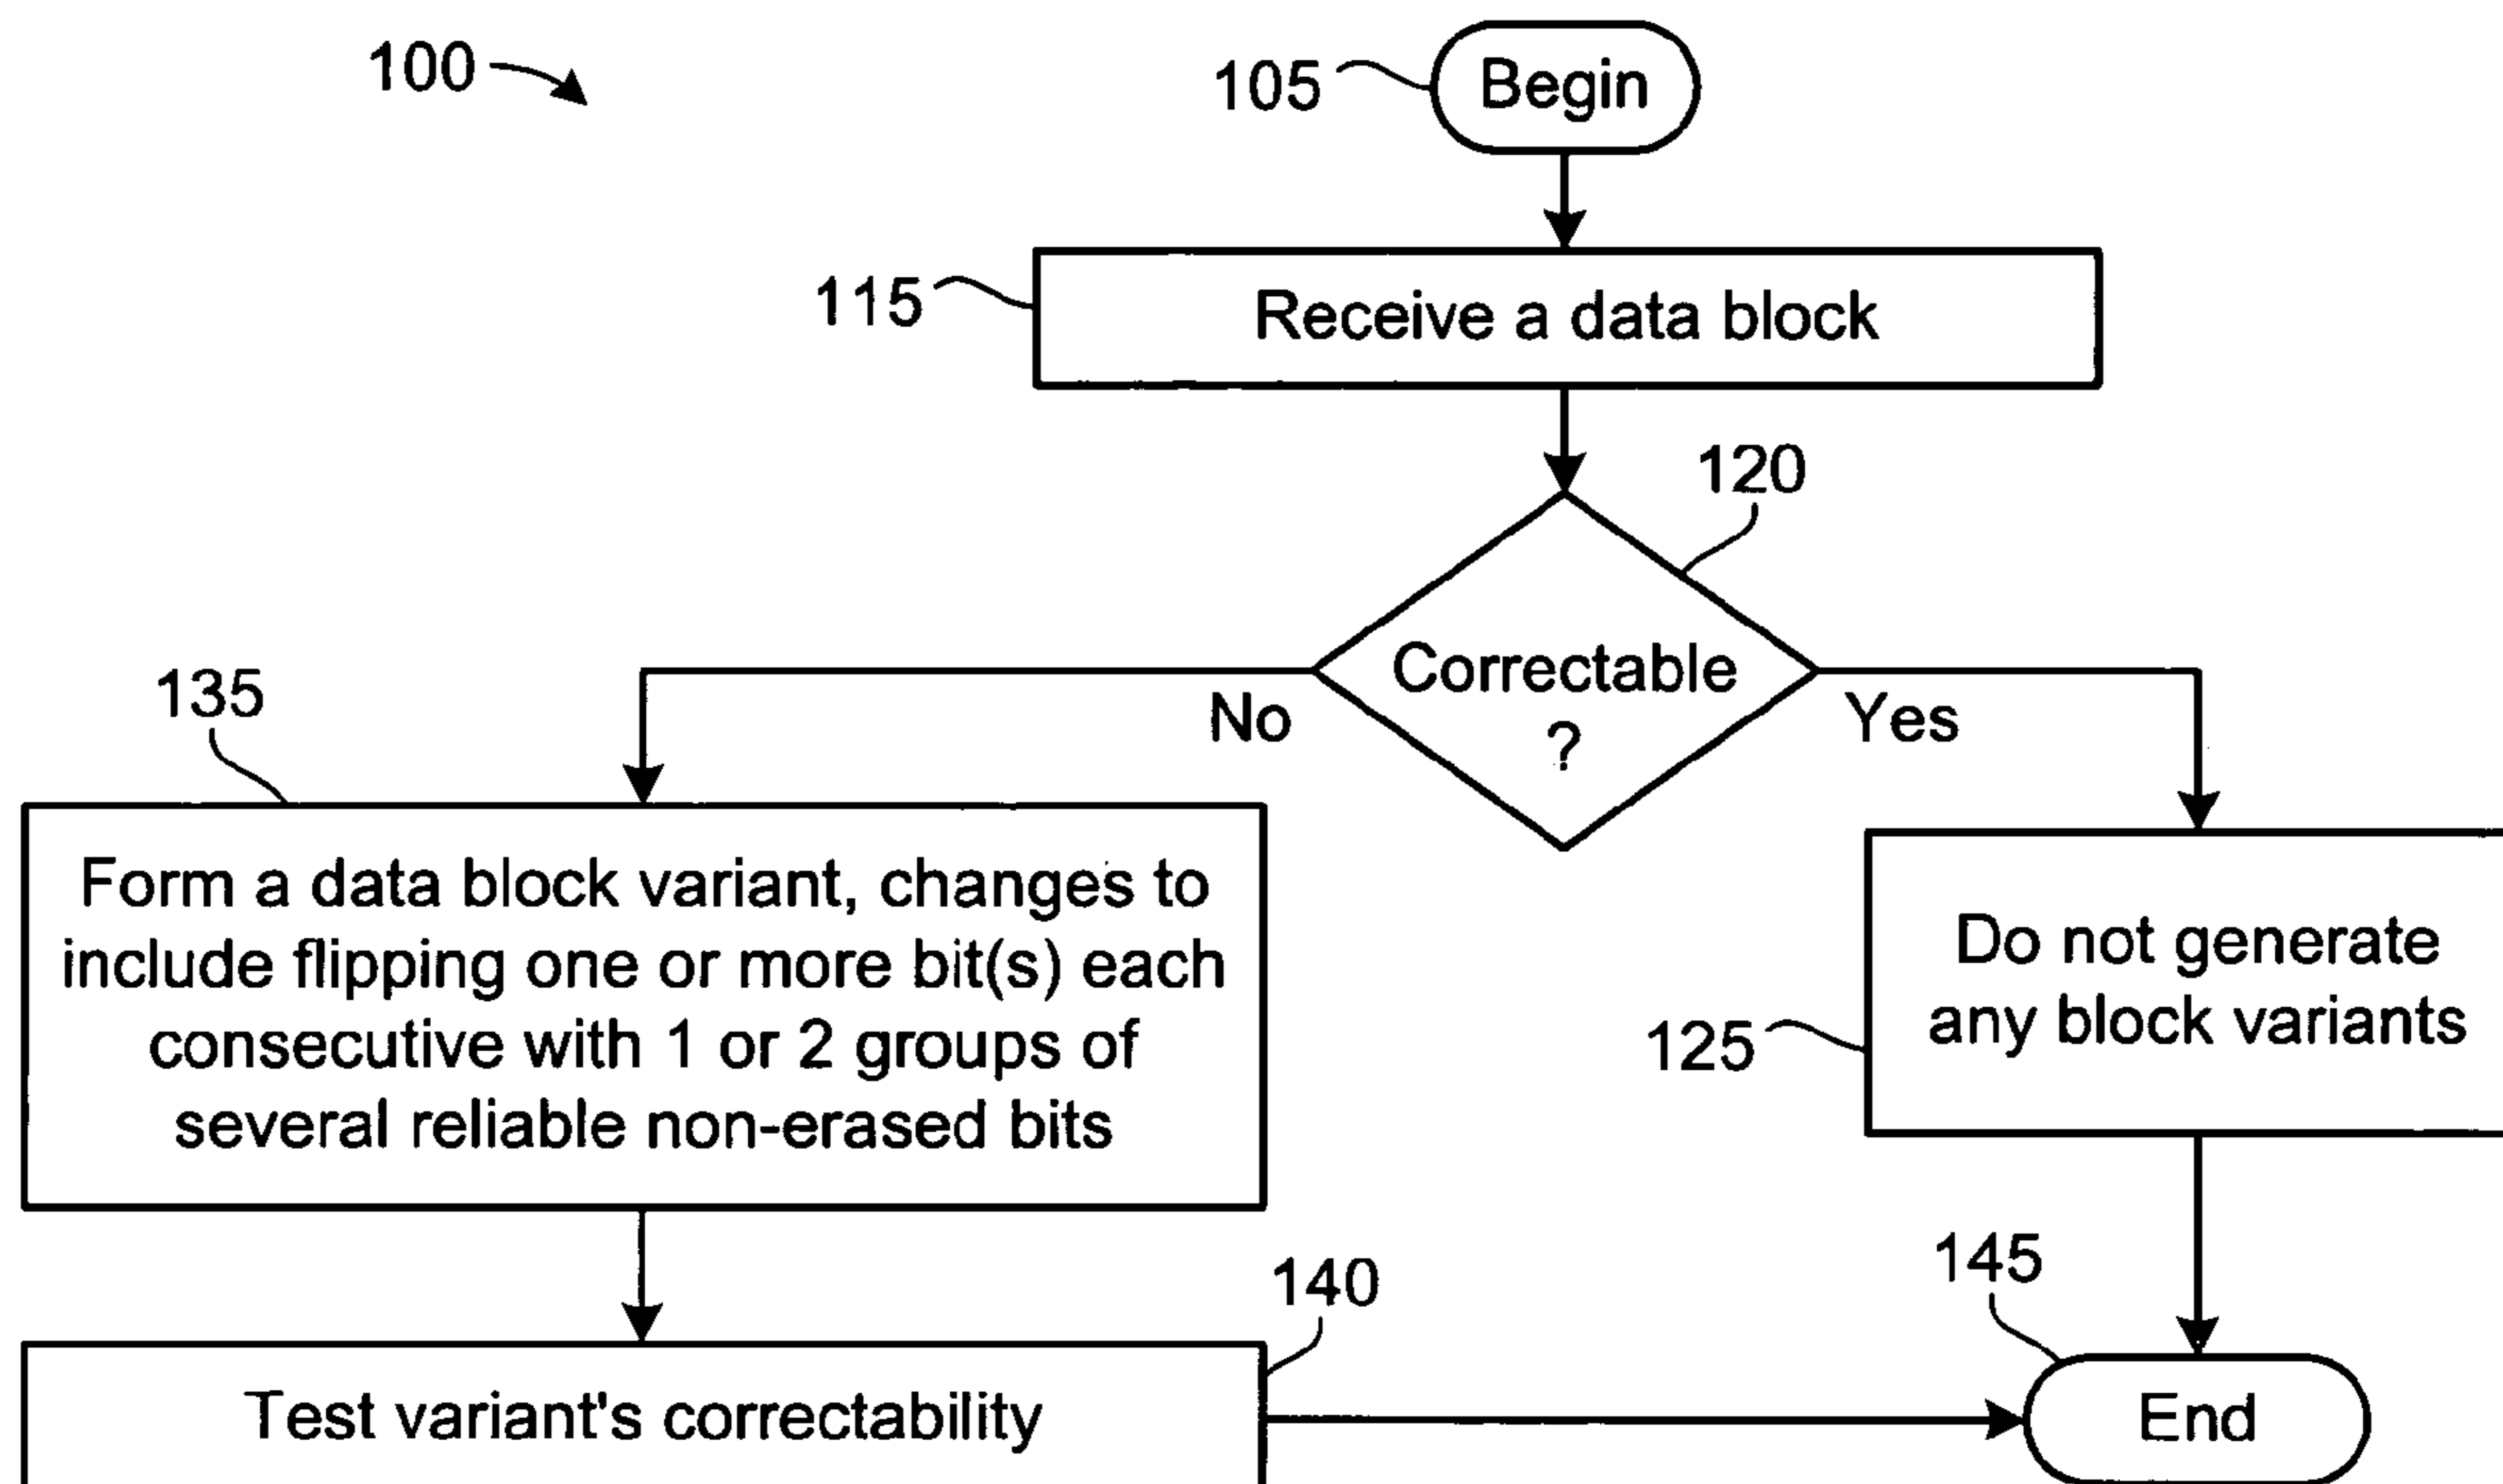 100
105
Begin
115
Receive a data block
120
Correctable
?
No
Yes
135
Form a data block variant, changes to
include flipping one or more bit(s) each
consecutive with 1 or 2 groups of
several reliable non-erased bits
Do not generate
any block variants
125
140
145
Test variant's correctability
End